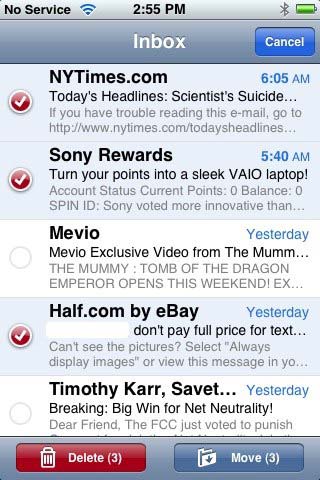 No Service 2:55 PM
Inbox Cancel
NYTimes.com 6:05 AM
Today's Headlines: Scientist's Suicide…
If you have trouble reading this e-mail, go to
http://www.nytimes.com/todaysheadlines…
Sony Rewards 5:40 AM
Turn your points into a sleek VAIO laptop!
Account Status Current Points: 0 Balance: 0
SPIN ID: Sony voted more innovative than…
Mevio Yesterday
Mevio Exclusive Video from The Mumm…
THE MUMMY : TOMB OF THE DRAGON
EMPEROR OPENS THIS WEEKEND! EX…
Half.com by eBay Yesterday
don't pay full price for text…
Can't see the pictures? Select "Always
display images" or view this message in yo…
Timothy Karr, Savet… Yesterday
Breaking: Big Win for Net Neutrality!
Dear Friend, The FCC just voted to punish
Delete (3) Move (3)